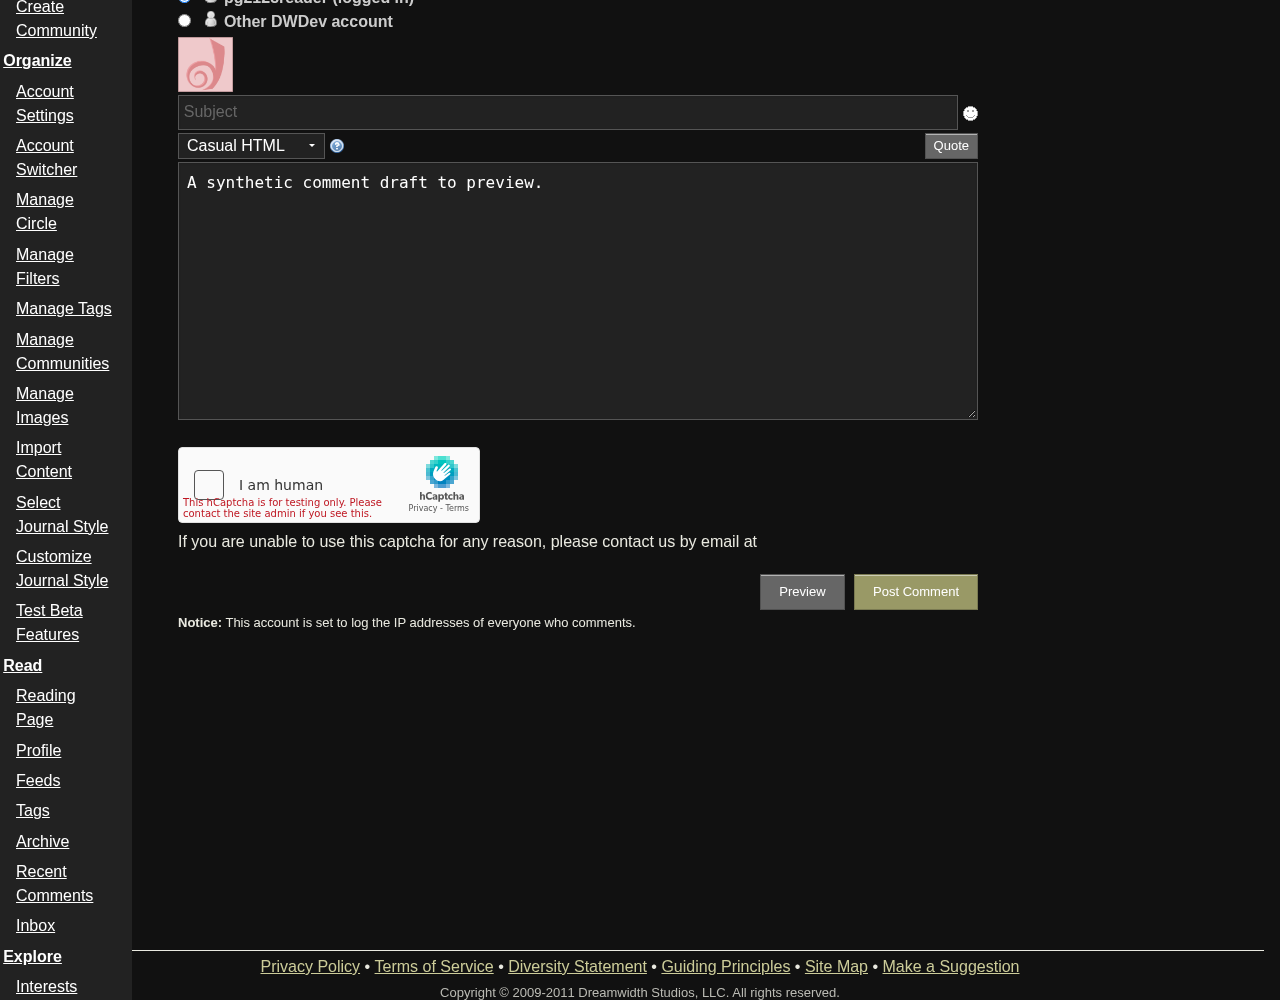 Create
Community
Organize
Account
Settings
Account
Switcher
Manage
Circle
Manage
Filters
Manage Tags
Manage
Communities
Manage
Images
Import
Content
Select
Journal Style
Customize
Journal Style
Test Beta
Features
Read
Reading
Page
Profile
Feeds
Tags
Archive
Recent
Comments
Inbox
Explore
Interests
(logged in)
Other DWDev account
Subject
Casual HTML
Quote
A synthetic comment draft to preview.
I am human
This hCaptcha is for testing only. Please
contact the site admin if you see this.
hCaptcha
Privacy - Terms
If you are unable to use this captcha for any reason, please contact us by email at
Preview
Post Comment
Notice: This account is set to log the IP addresses of everyone who comments.
Privacy Policy • Terms of Service • Diversity Statement • Guiding Principles • Site Map • Make a Suggestion
Copyright © 2009-2011 Dreamwidth Studios, LLC. All rights reserved.